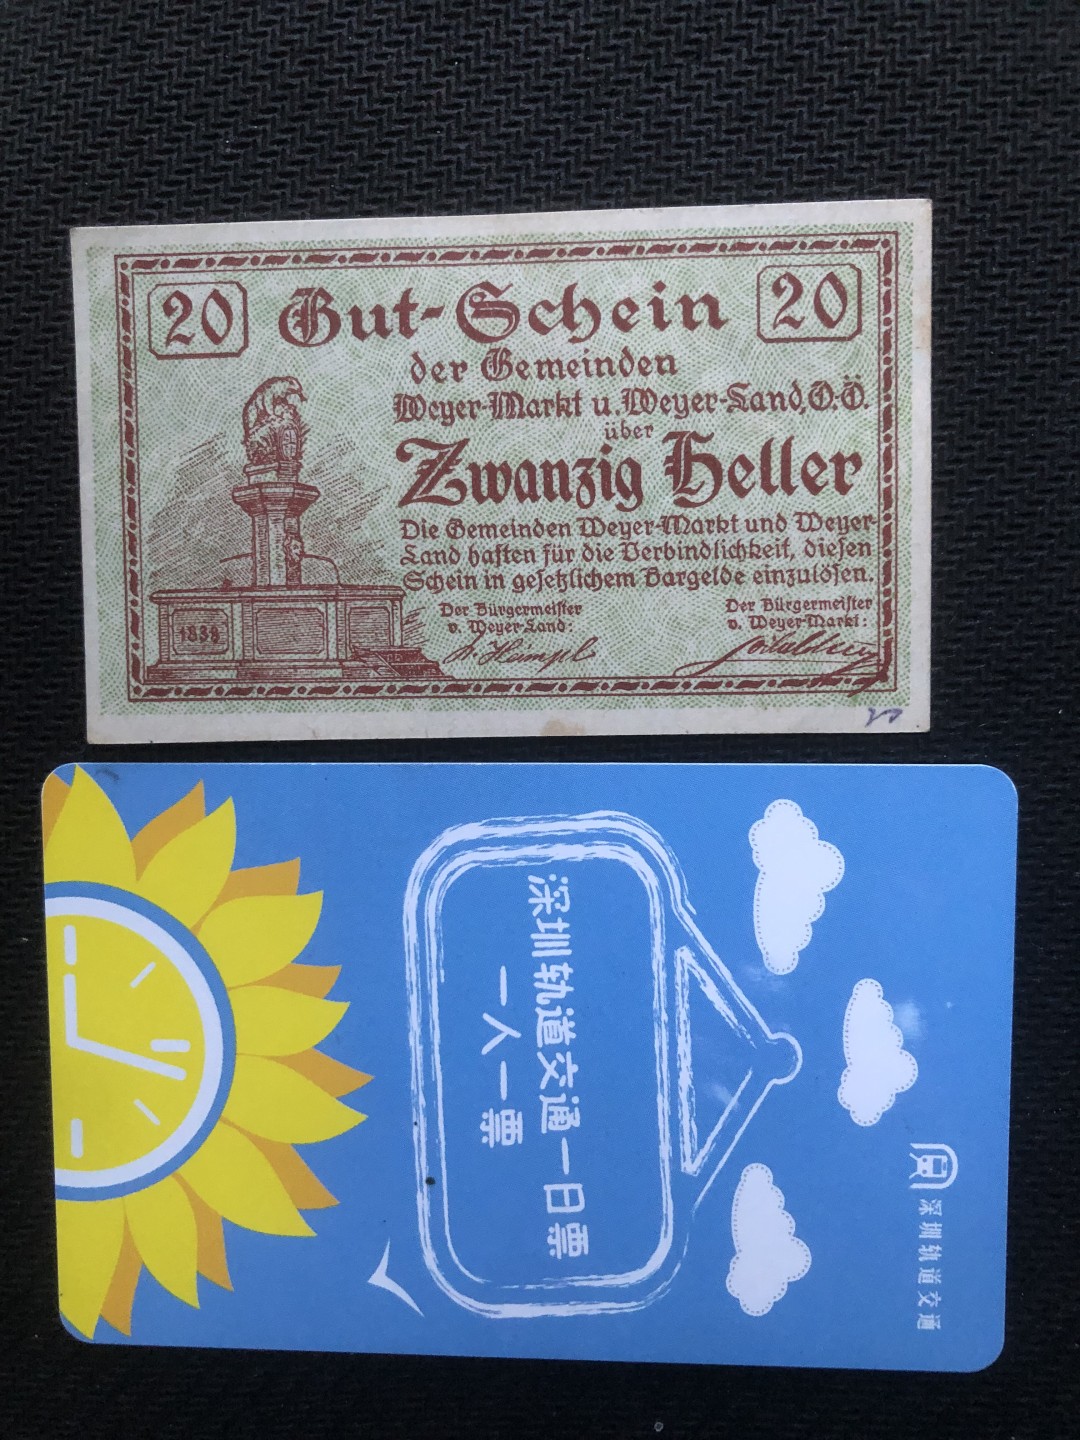 20
Gut-Schein
20
der Gemeinden
Weyer-Markt u. Weyer-Land, O.Ö.
über
Zwanzig Heller
Die Gemeinden Weyer-Markt und Weyer-
Land haften für die Verbindlichkeit, diesen
Schein in gesetzlichem Bargelde einzulösen.
Der Bürgermeister
v. Weyer-Land:
Der Bürgermeister
v. Weyer-Markt:
深圳轨道交通一日票
一人一票
深圳轨道交通